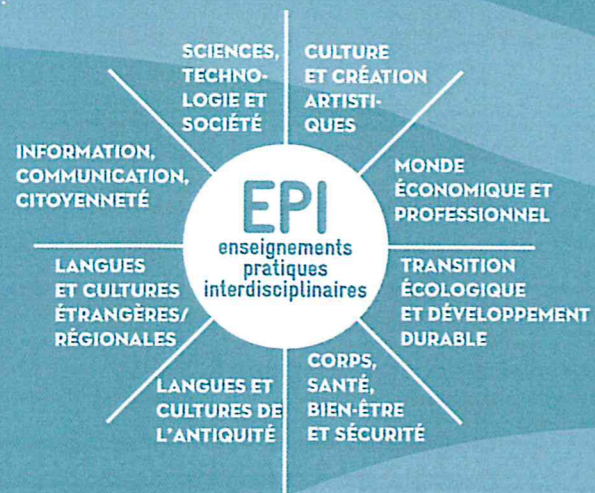 SCIENCES,
TECHNO-
LOGIE ET
SOCIÉTÉ
CULTURE
ET CRÉATION
ARTISTI-
QUES
INFORMATION,
COMMUNICATION,
CITOYENNETÉ
MONDE
ÉCONOMIQUE ET
PROFESSIONNEL
EPI
enseignements
pratiques
interdisciplinaires
LANGUES
ET CULTURES
ÉTRANGÈRES/
RÉGIONALES
TRANSITION
ÉCOLOGIQUE
ET DÉVELOPPEMENT
DURABLE
LANGUES ET
CULTURES DE
L'ANTIQUITÉ
CORPS,
SANTÉ,
BIEN-ÊTRE
ET SÉCURITÉ